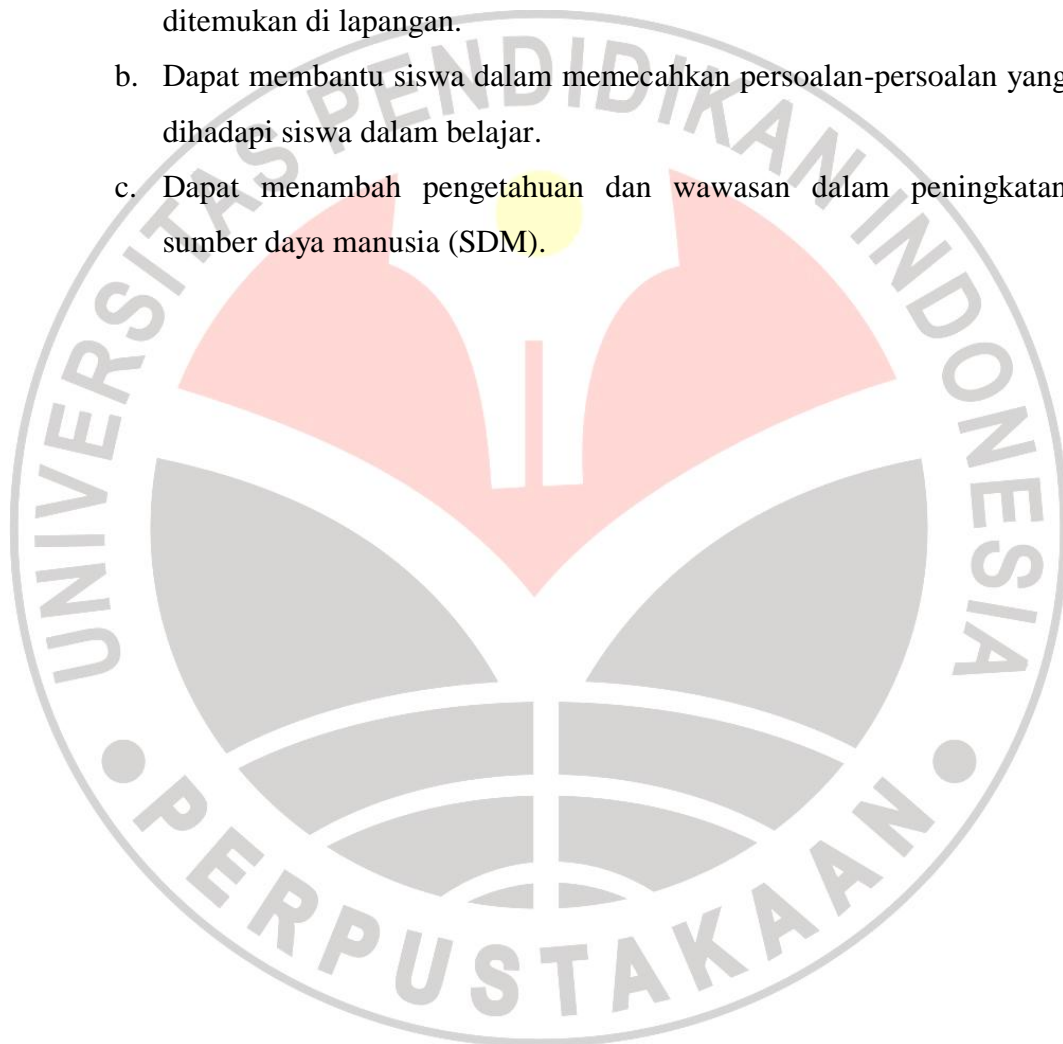 ditemukan di lapangan.
b. Dapat membantu siswa dalam memecahkan persoalan-persoalan yang
dihadapi siswa dalam belajar.
c. Dapat menambah pengetahuan dan wawasan dalam peningkatan
sumber daya manusia (SDM).
UNIVERSITAS PENDIDIKAN INDONESIA
PERPUSTAKAAN